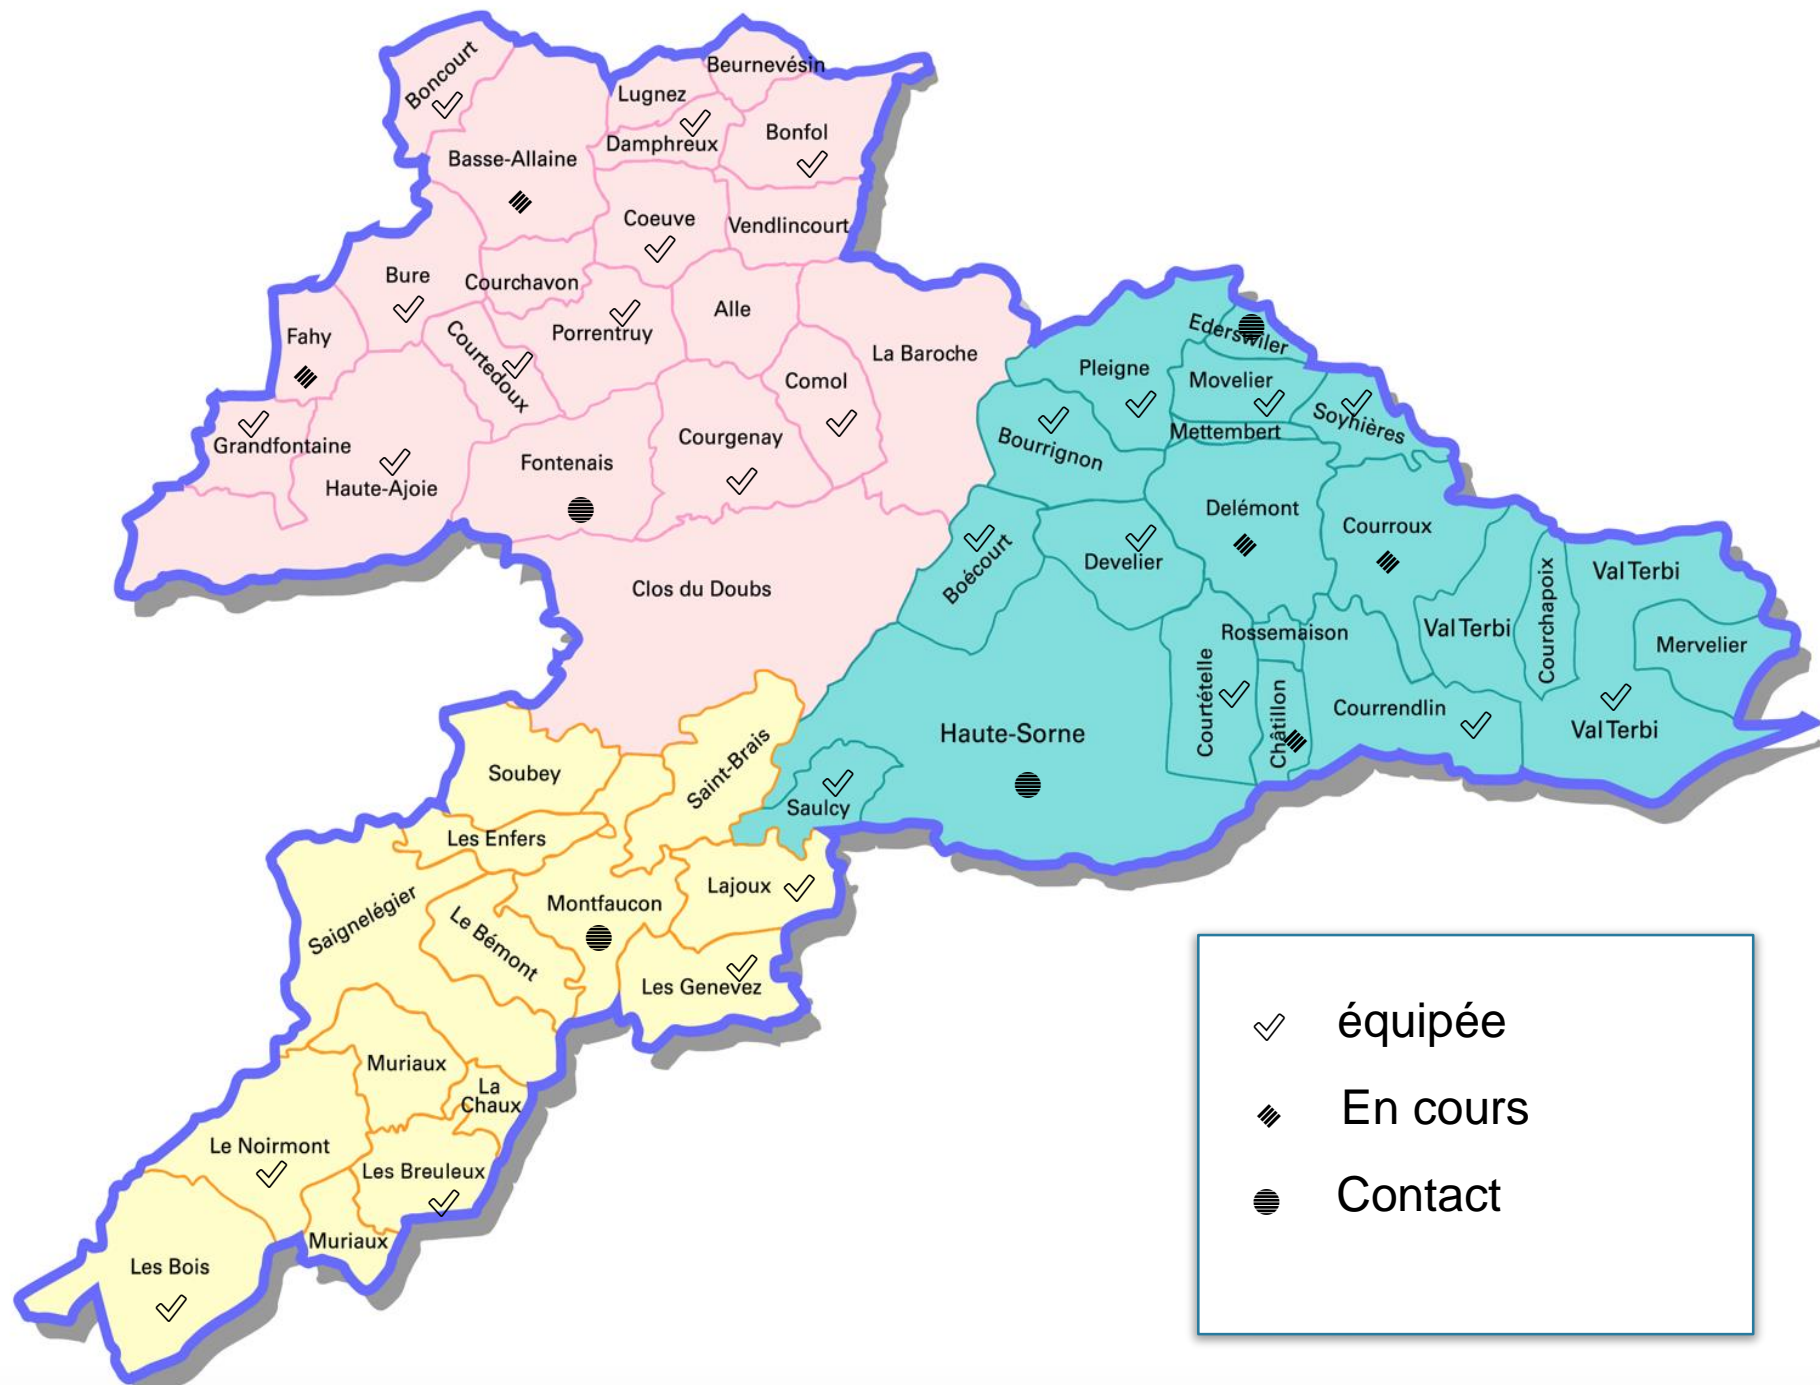 Boncourt
Beurnevésin
Lugnez
Bonfol
Damphreux
Basse-Allaine
Coeuve
Vendlincourt
Bure
Courchavon
Alle
Fahy
Porrentruy
Courtedoux
La Baroche
Comol
Grandfontaine
Courgenay
Fontenais
Haute-Ajoie
Clos du Doubs
Ederswiler
Pleigne
Movelier
Soyhières
Mettembert
Bourrignon
Delémont
Courroux
Boécourt
Develier
Val Terbi
Courchapoix
Val Terbi
Rossemaison
Mervelier
Courtételle
Châtillon
Courrendlin
Val Terbi
Haute-Sorne
Saulcy
Saint-Brais
Soubey
Les Enfers
Lajoux
Montfaucon
Saignelégier
Le Bémont
Les Genevez
Muriaux
La
Chaux
Le Noirmont
Les Breuleux
Muriaux
Les Bois
équipée
En cours
Contact